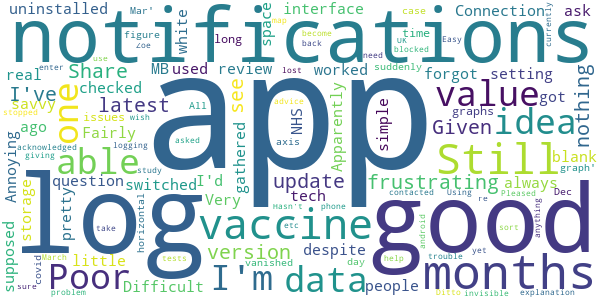 uninstalled Mar' interface Connection ask
notifications
Zoe figure white long space UK map case time blocked Easy become back need currently
MB used review worked suddenly enter lost
Share real I've checked see setting got
savvy latest one app value nothing
All advice wish NHS simple forgot graphs
ago issues asked axis Given idea
Annoying acknowledged stopped giving able gathered Apparently Still blank
Fairly logging study I'd update frustrating always graph'
storage question switched Very tech contacted Using re Pleased
pretty take horizontal version Hasn't phone Dec anything
supposed log vaccine etc despite android sort yet good
Poor little vanished day help trouble
March tests I'm data people months
sure covid Difficult Ditto invisible explanation
problem use